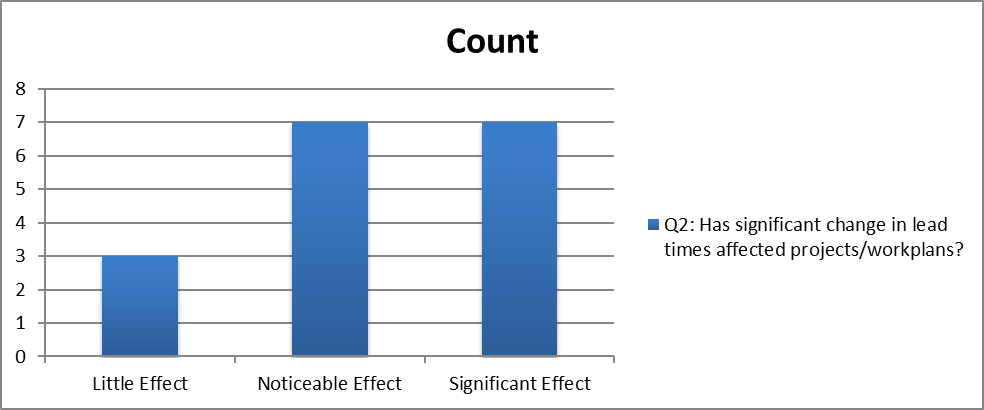 Count
8
7
6
5
4
3
2
1
0
Little Effect
Noticeable Effect
Significant Effect
Q2: Has significant change in lead
times affected projects/workplans?